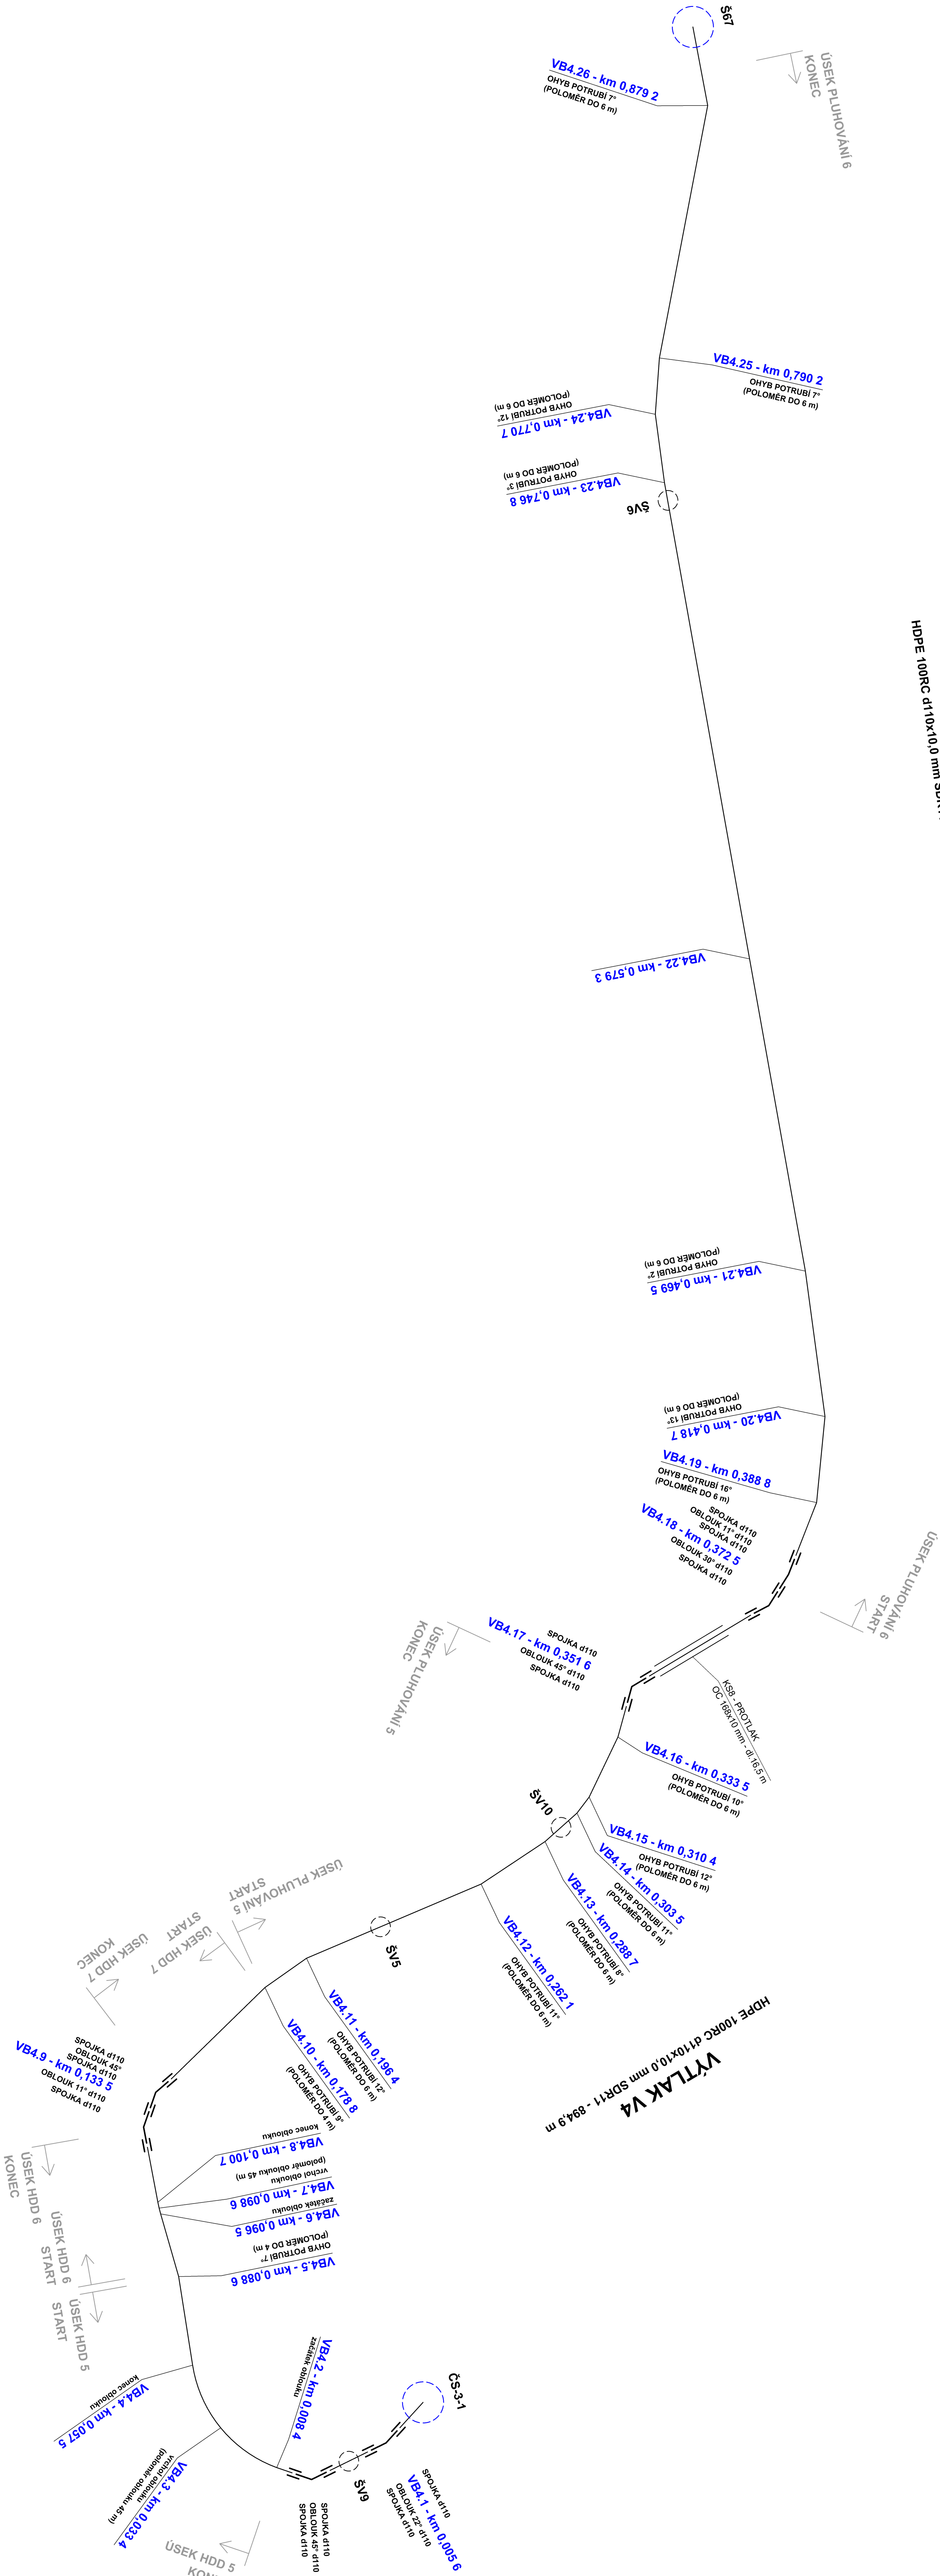 Š67
ÚSEK PLUHOVÁNÍ 6
KONEC
VB4.26 - km 0,879 2
OHYB POTRUBÍ 7°
(POLOMĚR DO 6 m)
VB4.25 - km 0,790 2
OHYB POTRUBÍ 7°
(POLOMĚR DO 6 m)
VB4.24 - km 0,770 7
OHYB POTRUBÍ 12°
(POLOMĚR DO 6 m)
VB4.23 - km 0,746 8
OHYB POTRUBÍ 3°
(POLOMĚR DO 6 m)
ŠV6
HDPE 100RC d110x10,0 mm
VB4.22 - km 0,579 3
VB4.21 - km 0,469 5
OHYB POTRUBÍ 2°
(POLOMĚR DO 6 m)
VB4.20 - km 0,418 7
OHYB POTRUBÍ 13°
(POLOMĚR DO 6 m)
VB4.19 - km 0,388 8
OHYB POTRUBÍ 16°
(POLOMĚR DO 6 m)
SPOJKA d110
OBLOUK 11° d110
SPOJKA d110
VB4.18 - km 0,372 5
OBLOUK 30° d110
SPOJKA d110
ÚSEK PLUHOVÁNÍ 6
START
ÚSEK PLUHOVÁNÍ 5
KONEC
SPOJKA d110
VB4.17 - km 0,351 6
OBLOUK 45° d110
SPOJKA d110
KS8 - PROTLAK
OC 168x10 mm - dl.16,5 m
VB4.16 - km 0,333 5
OHYB POTRUBÍ 10°
(POLOMĚR DO 6 m)
ŠV10
VB4.15 - km 0,310 4
OHYB POTRUBÍ 12°
(POLOMĚR DO 6 m)
VB4.14 - km 0,303 5
OHYB POTRUBÍ 11°
(POLOMĚR DO 6 m)
VB4.13 - km 0,288 7
OHYB POTRUBÍ 8°
(POLOMĚR DO 6 m)
VB4.12 - km 0,262 1
OHYB POTRUBÍ 11°
(POLOMĚR DO 6 m)
ŠV5
ÚSEK PLUHOVÁNÍ 5
START
ÚSEK HDD 7
START
ÚSEK HDD 7
KONEC
VÝTLAK V4
HDPE 100RC d110x10,0 mm SDR11 - 894,9 m
VB4.11 - km 0,196 4
OHYB POTRUBÍ 12°
(POLOMĚR DO 6 m)
VB4.10 - km 0,178 8
OHYB POTRUBÍ 9°
(POLOMĚR DO 4 m)
SPOJKA d110
OBLOUK 45°
SPOJKA d110
VB4.9 - km 0,133 5
OBLOUK 11° d110
SPOJKA d110
VB4.8 - km 0,100 7
konec oblouku
VB4.7 - km 0,098 6
vrchol oblouku
(poloměr oblouku 45 m)
VB4.6 - km 0,096 5
začátek oblouku
VB4.5 - km 0,088 6
OHYB POTRUBÍ 7°
(POLOMĚR DO 4 m)
ÚSEK HDD 6
KONEC
ÚSEK HDD 6
START
ÚSEK HDD 5
START
VB4.4 - km 0,057 5
konec oblouku
VB4.3 - km 0,033 4
vrchol oblouku
(poloměr oblouku 45 m)
VB4.2 - km 0,008 4
začátek oblouku
ČS-3-1
ŠV9
SPOJKA d110
VB4.1 - km 0,005 6
OBLOUK 22° d110
SPOJKA d110
SPOJKA d110
OBLOUK 45° d110
SPOJKA d110
ÚSEK HDD 5